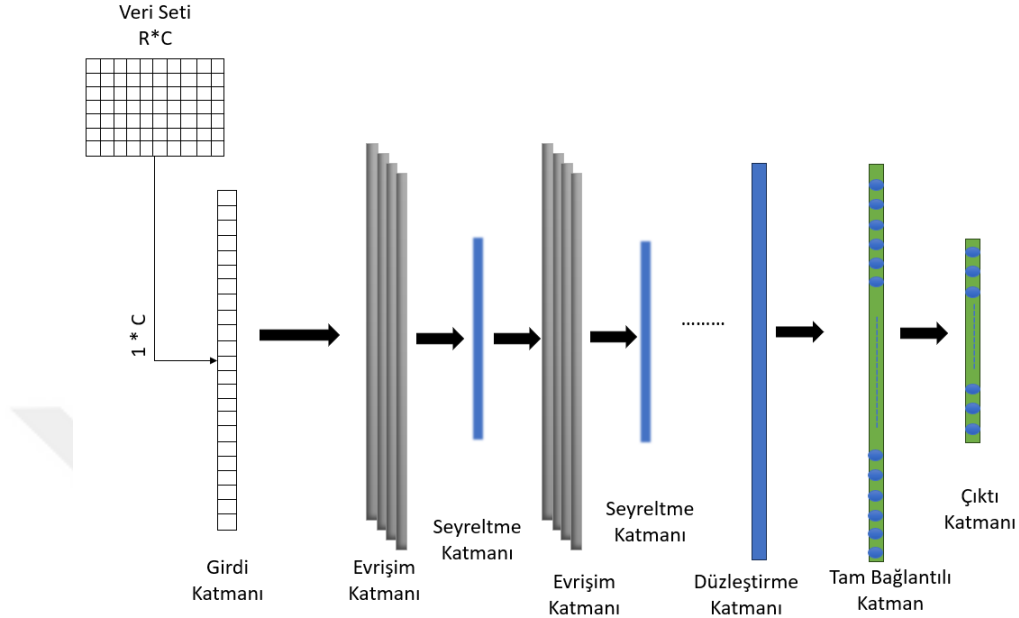 Veri Seti
R*C
1 * C
Girdi
Katmanı
Evrişim
Katmanı
Seyreltme
Katmanı
Evrişim
Katmanı
Seyreltme
Katmanı
.........
Düzleştirme
Katmanı
Tam Bağlantılı
Katman
Çıktı
Katmanı